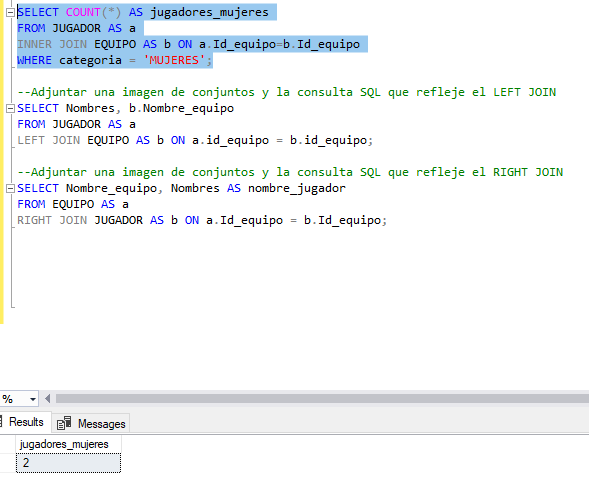 SELECT COUNT(*) AS jugadores_mujeres
FROM JUGADOR AS a
INNER JOIN EQUIPO AS b ON a.Id_equipo=b.Id_equipo
WHERE categoria = 'MUJERES';
--Adjuntar una imagen de conjuntos y la consulta SQL que refleje el LEFT JOIN
SELECT Nombres, b.Nombre_equipo
FROM JUGADOR AS a
LEFT JOIN EQUIPO AS b ON a.id_equipo = b.id_equipo;
--Adjuntar una imagen de conjuntos y la consulta SQL que refleje el RIGHT JOIN
SELECT Nombre_equipo, Nombres AS nombre_jugador
FROM EQUIPO AS a
RIGHT JOIN JUGADOR AS b ON a.Id_equipo = b.Id_equipo;
%
Results Messages
jugadores_mujeres
2